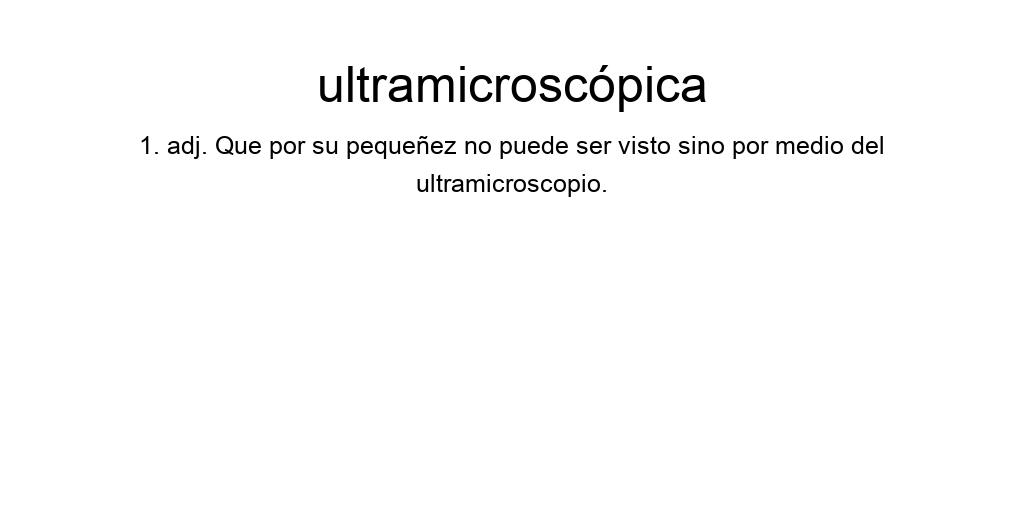 ultramicroscópica
1. adj. Que por su pequeñez no puede ser visto sino por medio del
ultramicroscopio.